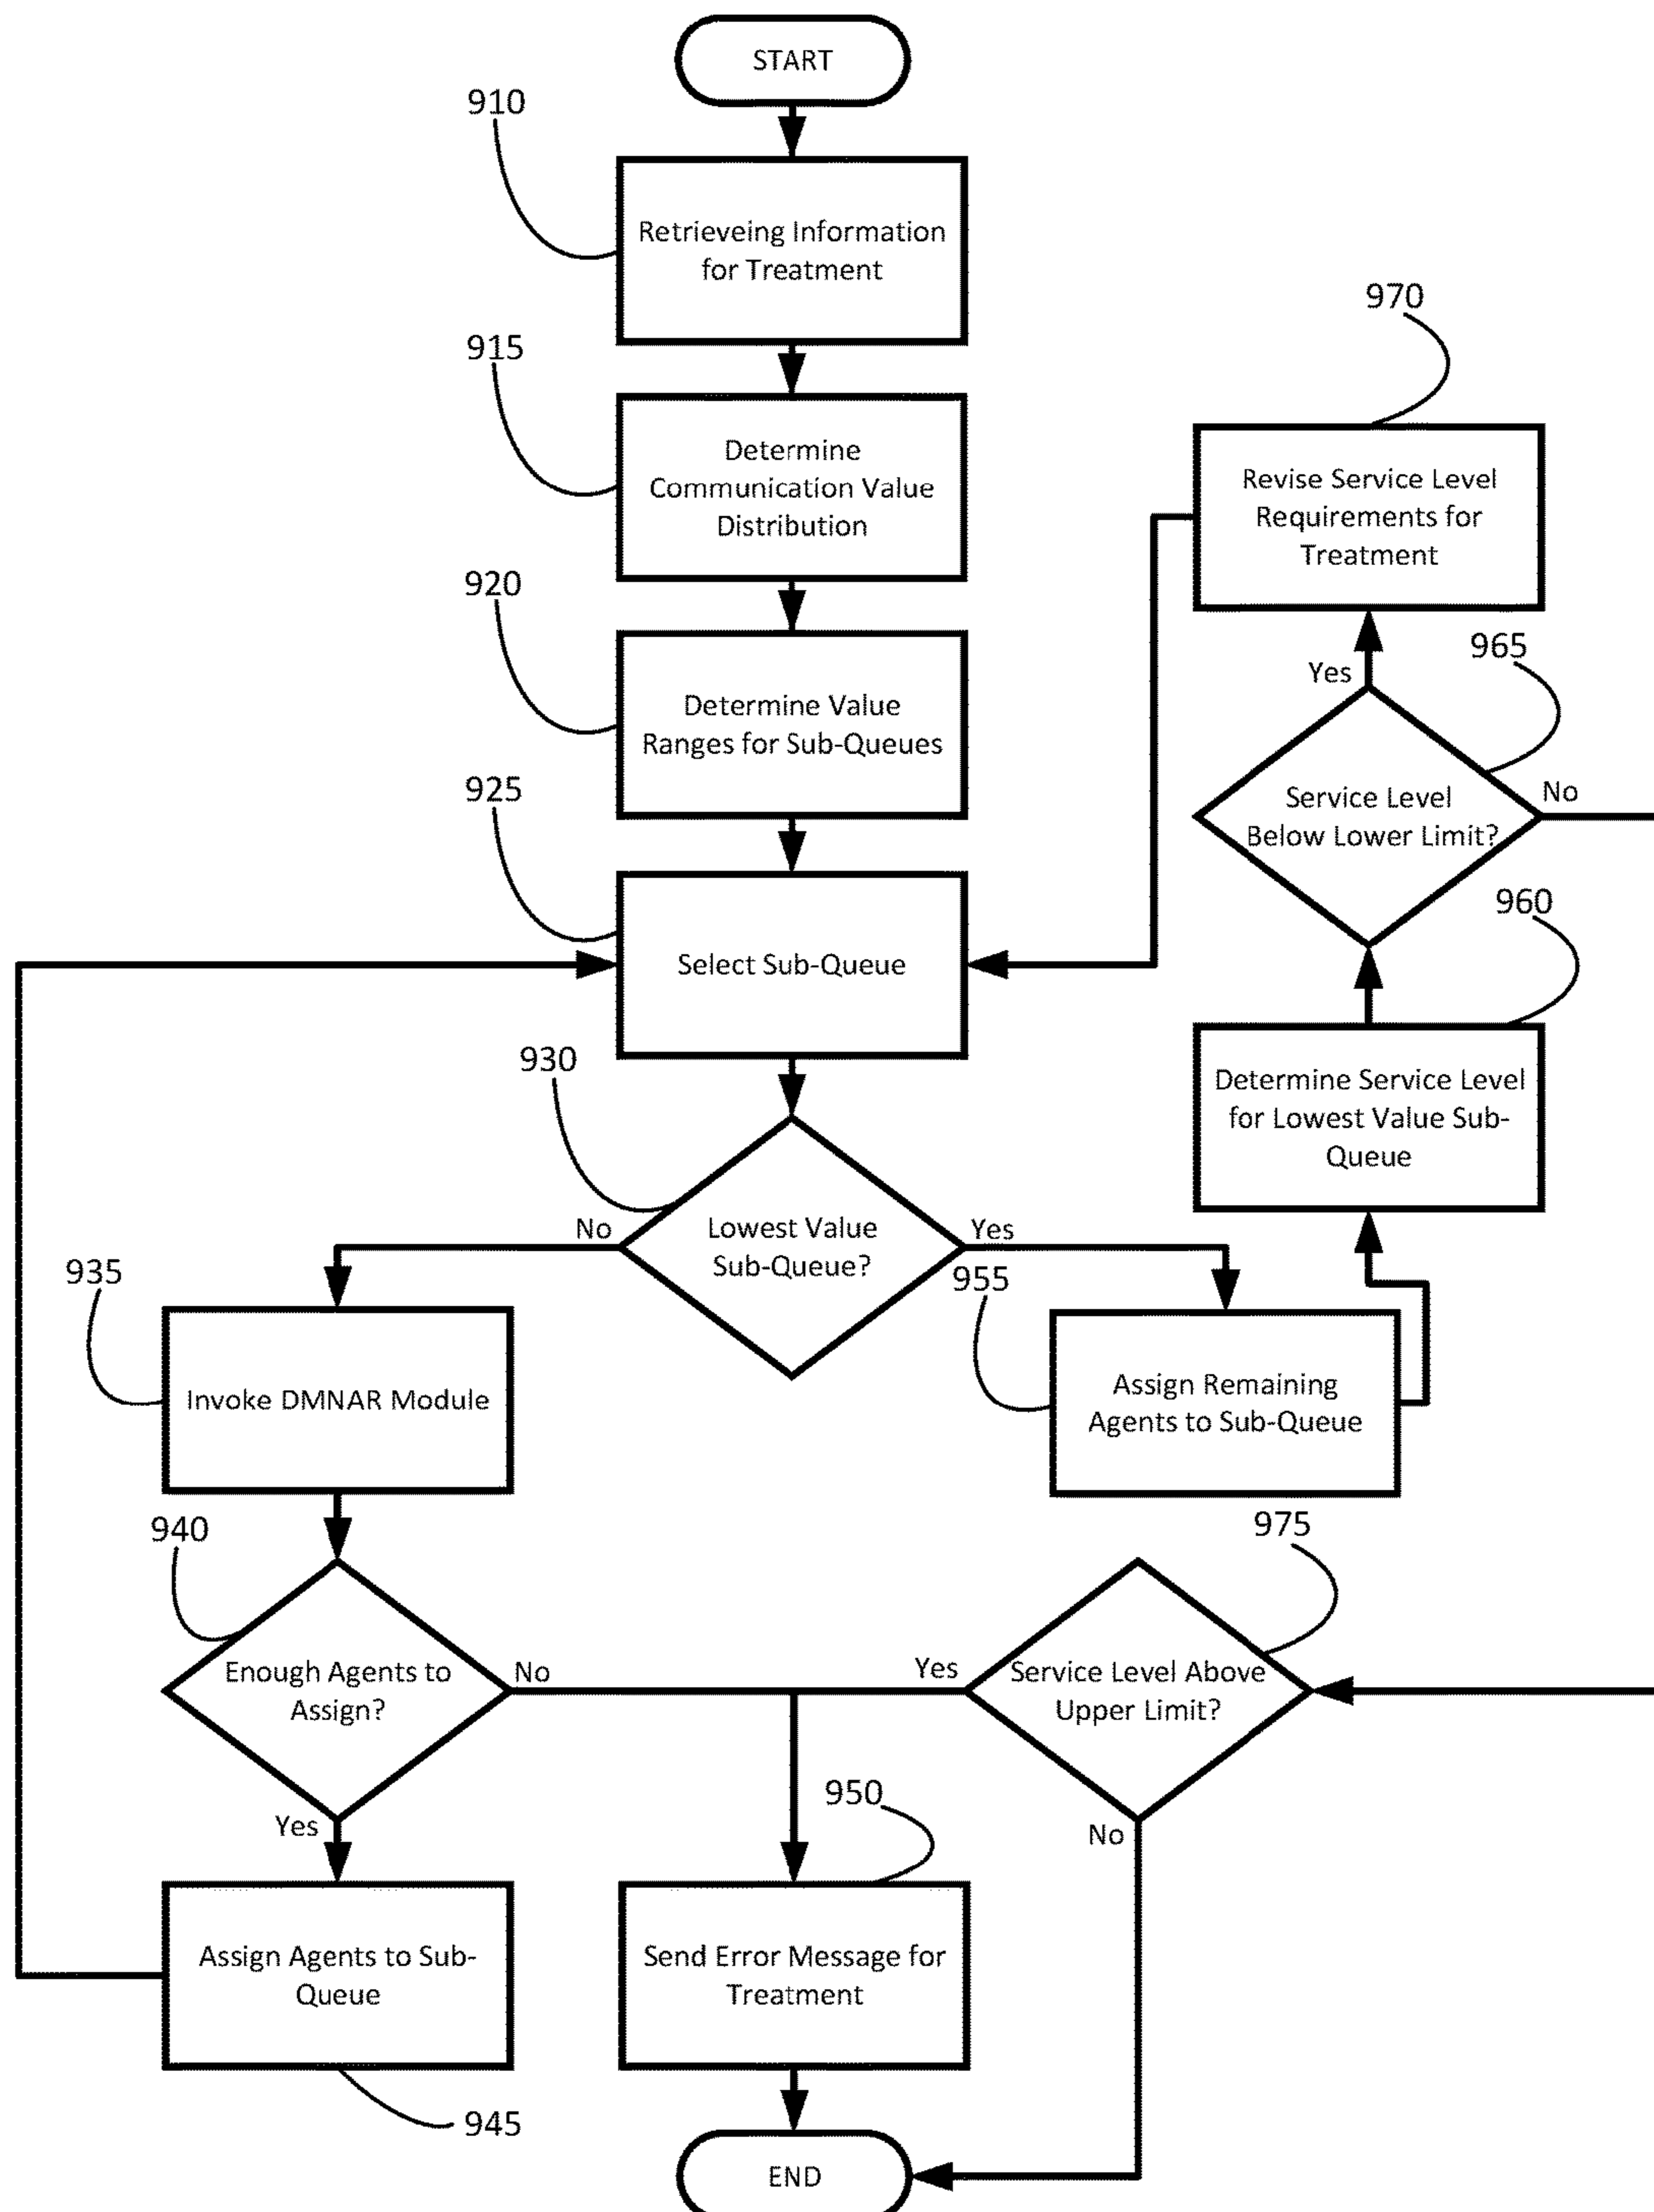 START
910
Retrieveing Information
for Treatment
915
Determine
Communication Value
Distribution
920
Determine Value
Ranges for Sub-Queues
925
Select Sub-Queue
970
Revise Service Level
Requirements for
Treatment
965
Yes
Service Level
Below Lower Limit?
No
960
Determine Service Level
for Lowest Value Sub-
Queue
930
No
Lowest Value
Sub-Queue?
Yes
955
Assign Remaining
Agents to Sub-Queue
935
Invoke DMNAR Module
940
Enough Agents to
Assign?
No
Yes
975
Yes
Service Level Above
Upper Limit?
No
950
Assign Agents to Sub-
Queue
945
Send Error Message for
Treatment
END